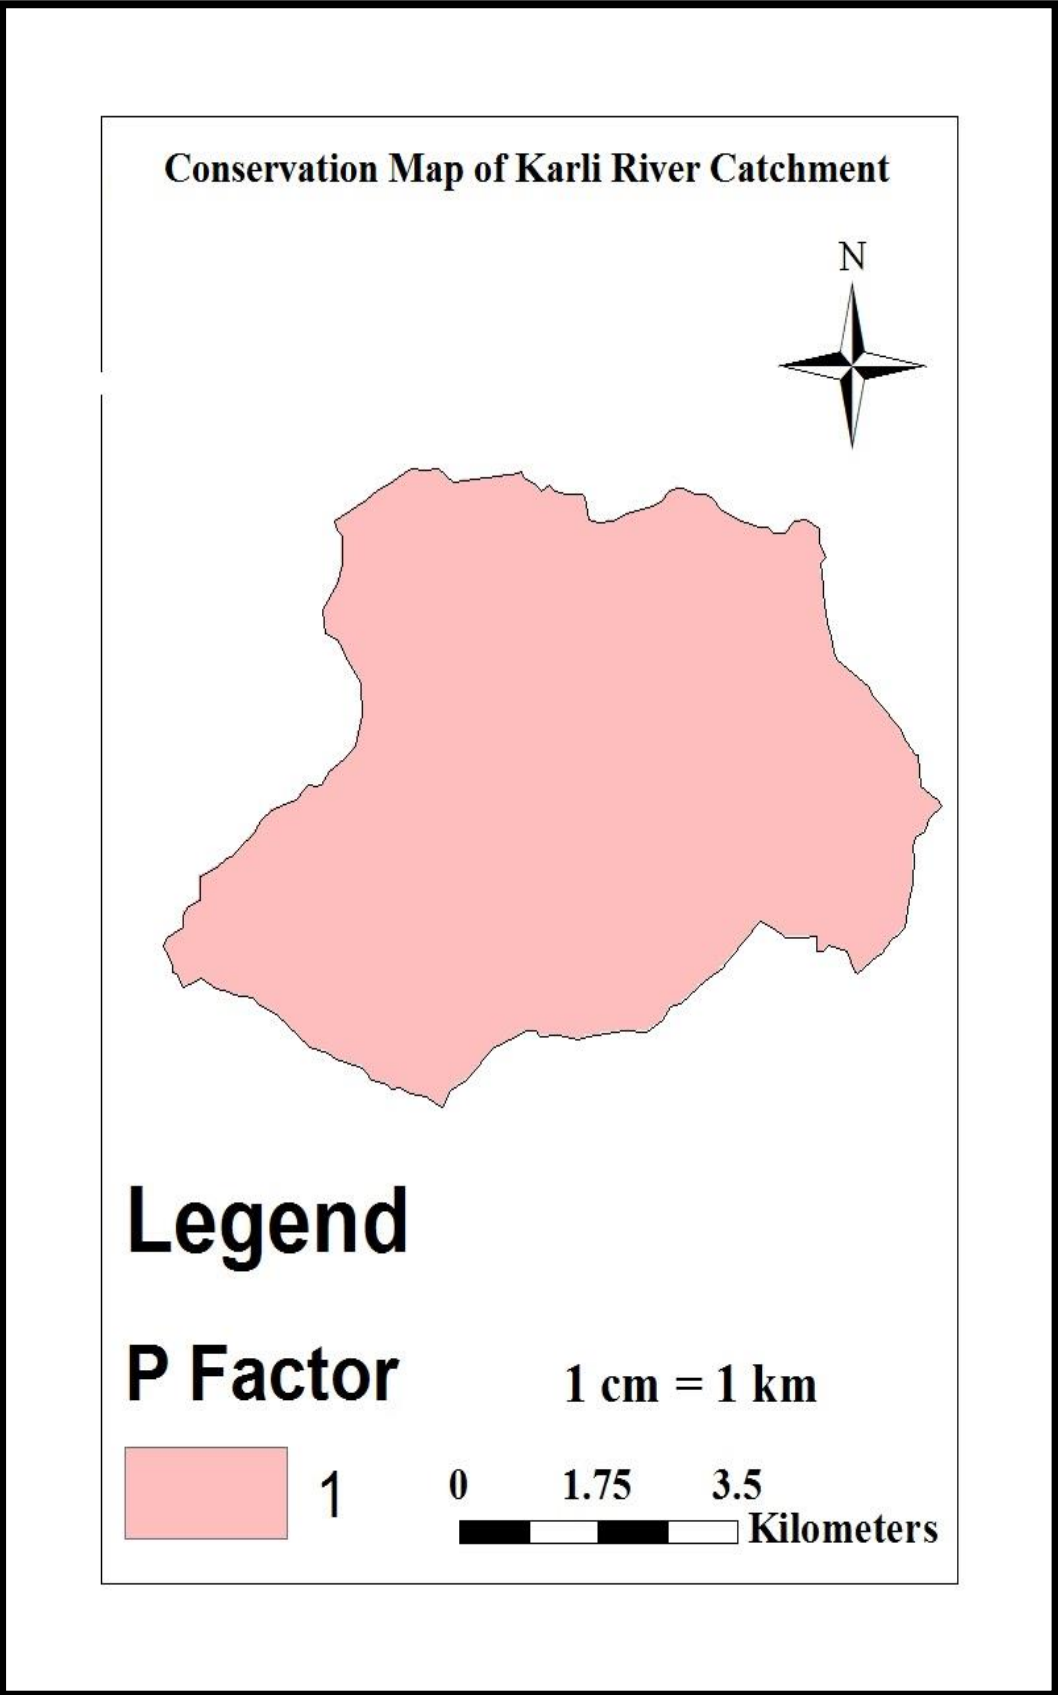 Conservation Map of Karli River Catchment
N
Legend
P Factor
1 cm = 1 km
1
0 1.75 3.5
Kilometers